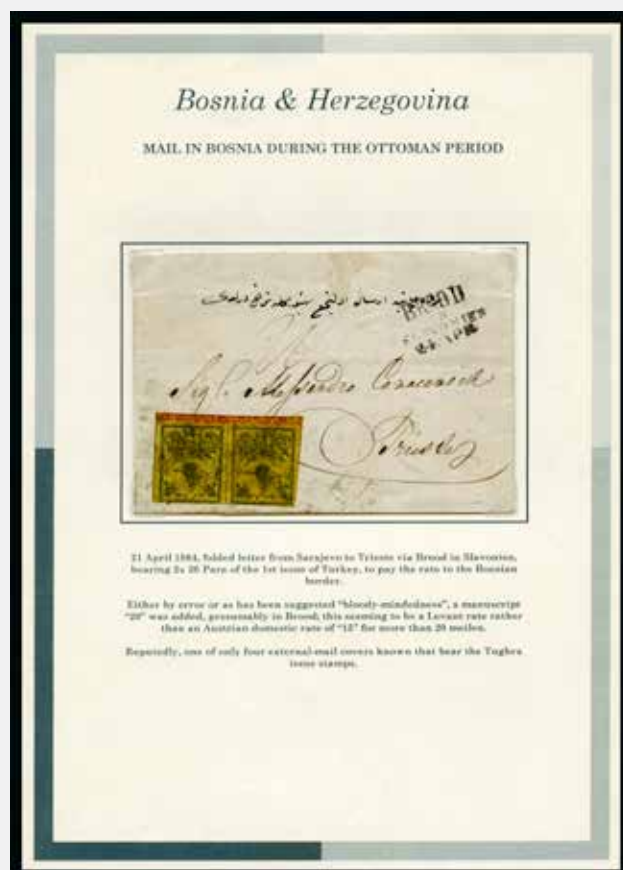 Bosnia & Herzegovina
MAIL IN BOSNIA DURING THE OTTOMAN PERIOD
BROOD
Sig.
Alessandro
21 April 1864, folded letter from Sarajevo to Trieste via Brood in Slavonien,
bearing 2x 20 Para of the 1st issue of Turkey, to pay the rate to the Bosnian
border.
Either by error or as has been suggested "bloody-mindedness", a manuscript
"20" was added, presumably in Brood; this seeming to be a Levant rate rather
than an Austrian domestic rate of "15" for more than 20 meilen.
Reputedly, one of only four external-mail covers known that bear the Tughra
issue stamps.